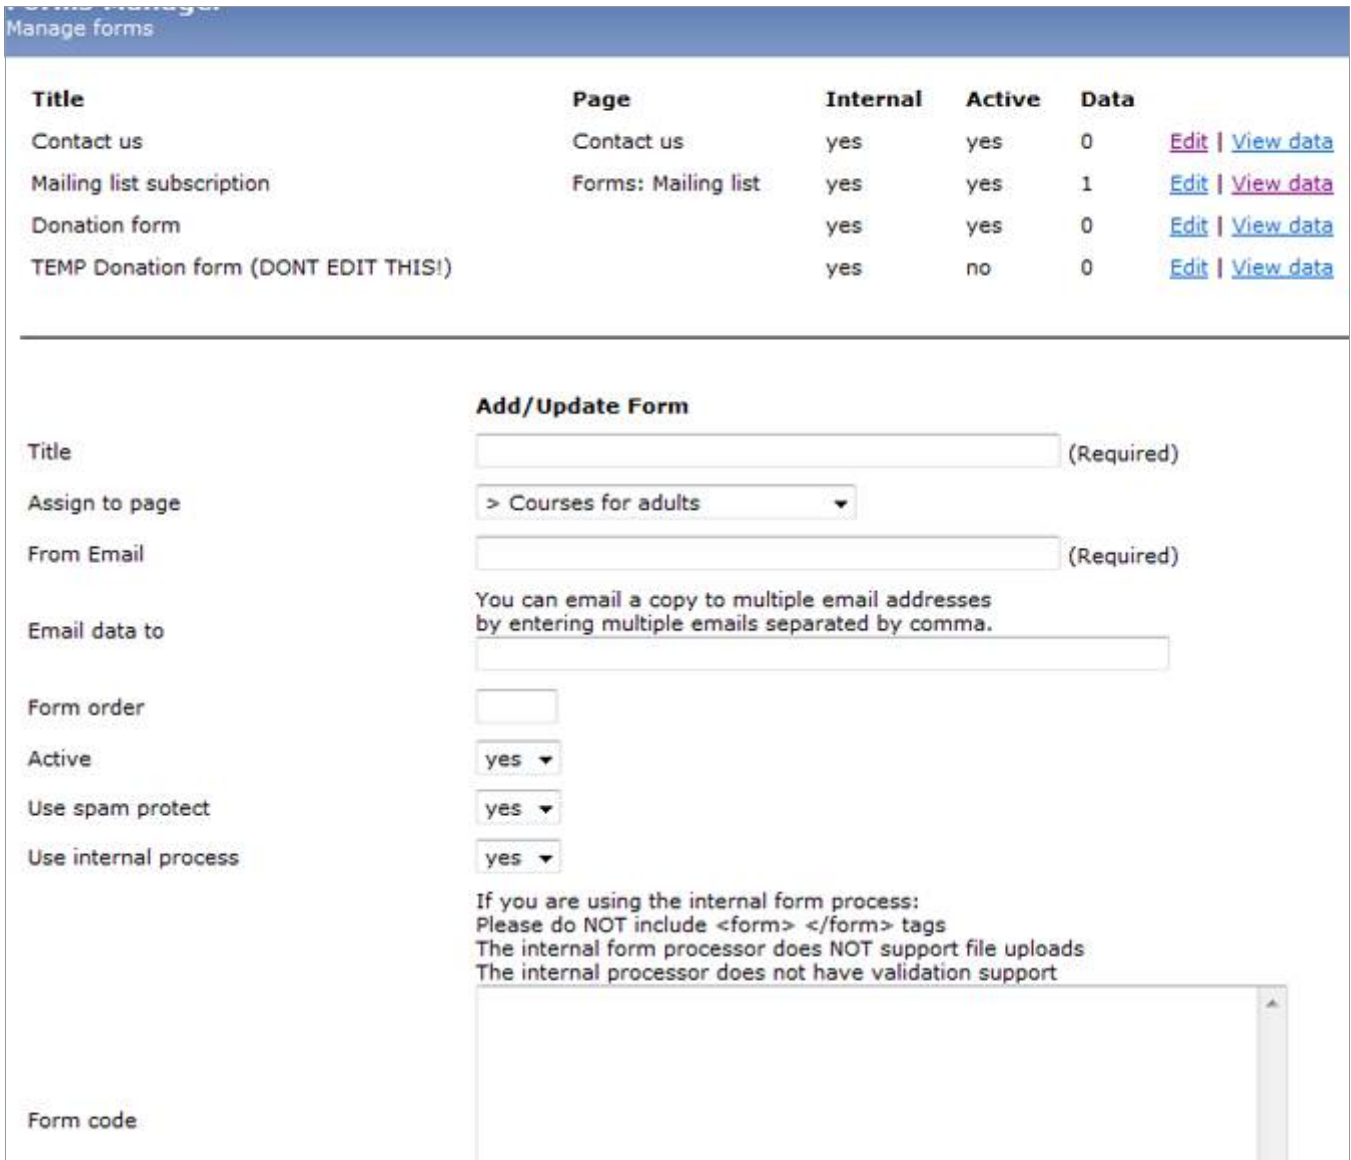 Forms Manager
Manage forms
Title Page Internal Active Data
Contact us Contact us yes yes 0 Edit | View data
Mailing list subscription Forms: Mailing list yes yes 1 Edit | View data
Donation form yes yes 0 Edit | View data
TEMP Donation form (DONT EDIT THIS!) yes no 0 Edit | View data
Add/Update Form
Title (Required)
Assign to page > Courses for adults
From Email (Required)
You can email a copy to multiple email addresses
by entering multiple emails separated by comma.
Email data to
Form order
Active yes
Use spam protect yes
Use internal process yes
If you are using the internal form process:
Please do NOT include <form> </form> tags
The internal form processor does NOT support file uploads
The internal processor does not have validation support
Form code